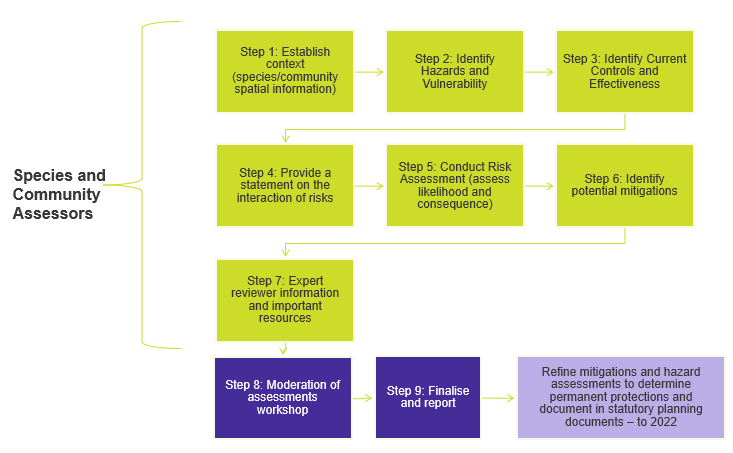 Species and
Community
Assessors
Step 1: Establish
context
(species/community
spatial information)
Step 2: Identify
Hazards and
Vulnerability
Step 3: Identify Current
Controls and
Effectiveness
Step 4: Provide a
statement on the
interaction of risks
Step 5: Conduct Risk
Assessment (assess
likelihood and
consequence)
Step 6: Identify
potential mitigations
Step 7: Expert
reviewer information
and important
resources
Step 8: Moderation of
assessments
workshop
Step 9: Finalise
and report
Refine mitigations and hazard
assessments to determine
permanent protections and
document in statutory planning
documents – to 2022